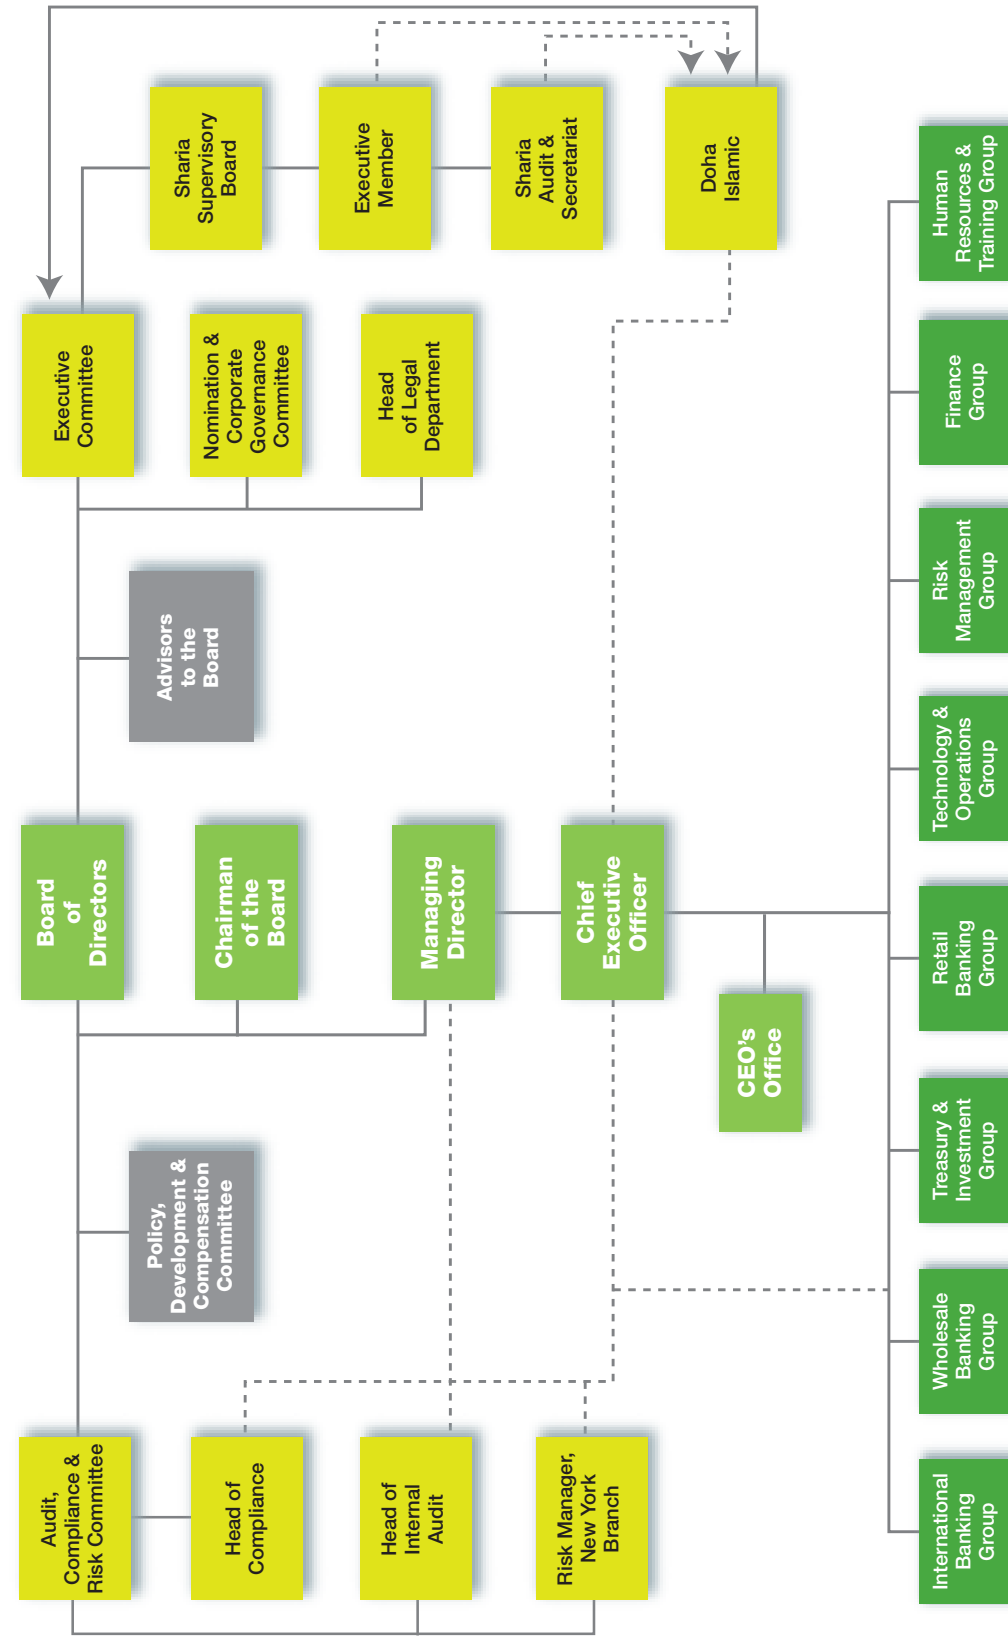 Audit,
Compliance &
Risk Committee
Head of
Compliance
Head of
Internal
Audit
Risk Manager,
New York
Branch
Policy,
Development &
Compensation
Committee
Board
of
Directors
Chairman
of the
Board
Managing
Director
Chief
Executive
Officer
CEO's
Office
Advisors
to the
Board
Executive
Committee
Nomination &
Corporate
Governance
Committee
Head
of Legal
Department
Sharia
Supervisory
Board
Executive
Member
Sharia
Audit &
Secretariat
Doha
Islamic
International
Banking
Group
Wholesale
Banking
Group
Treasury &
Investment
Group
Retail
Banking
Group
Technology &
Operations
Group
Risk
Management
Group
Finance
Group
Human
Resources &
Training Group